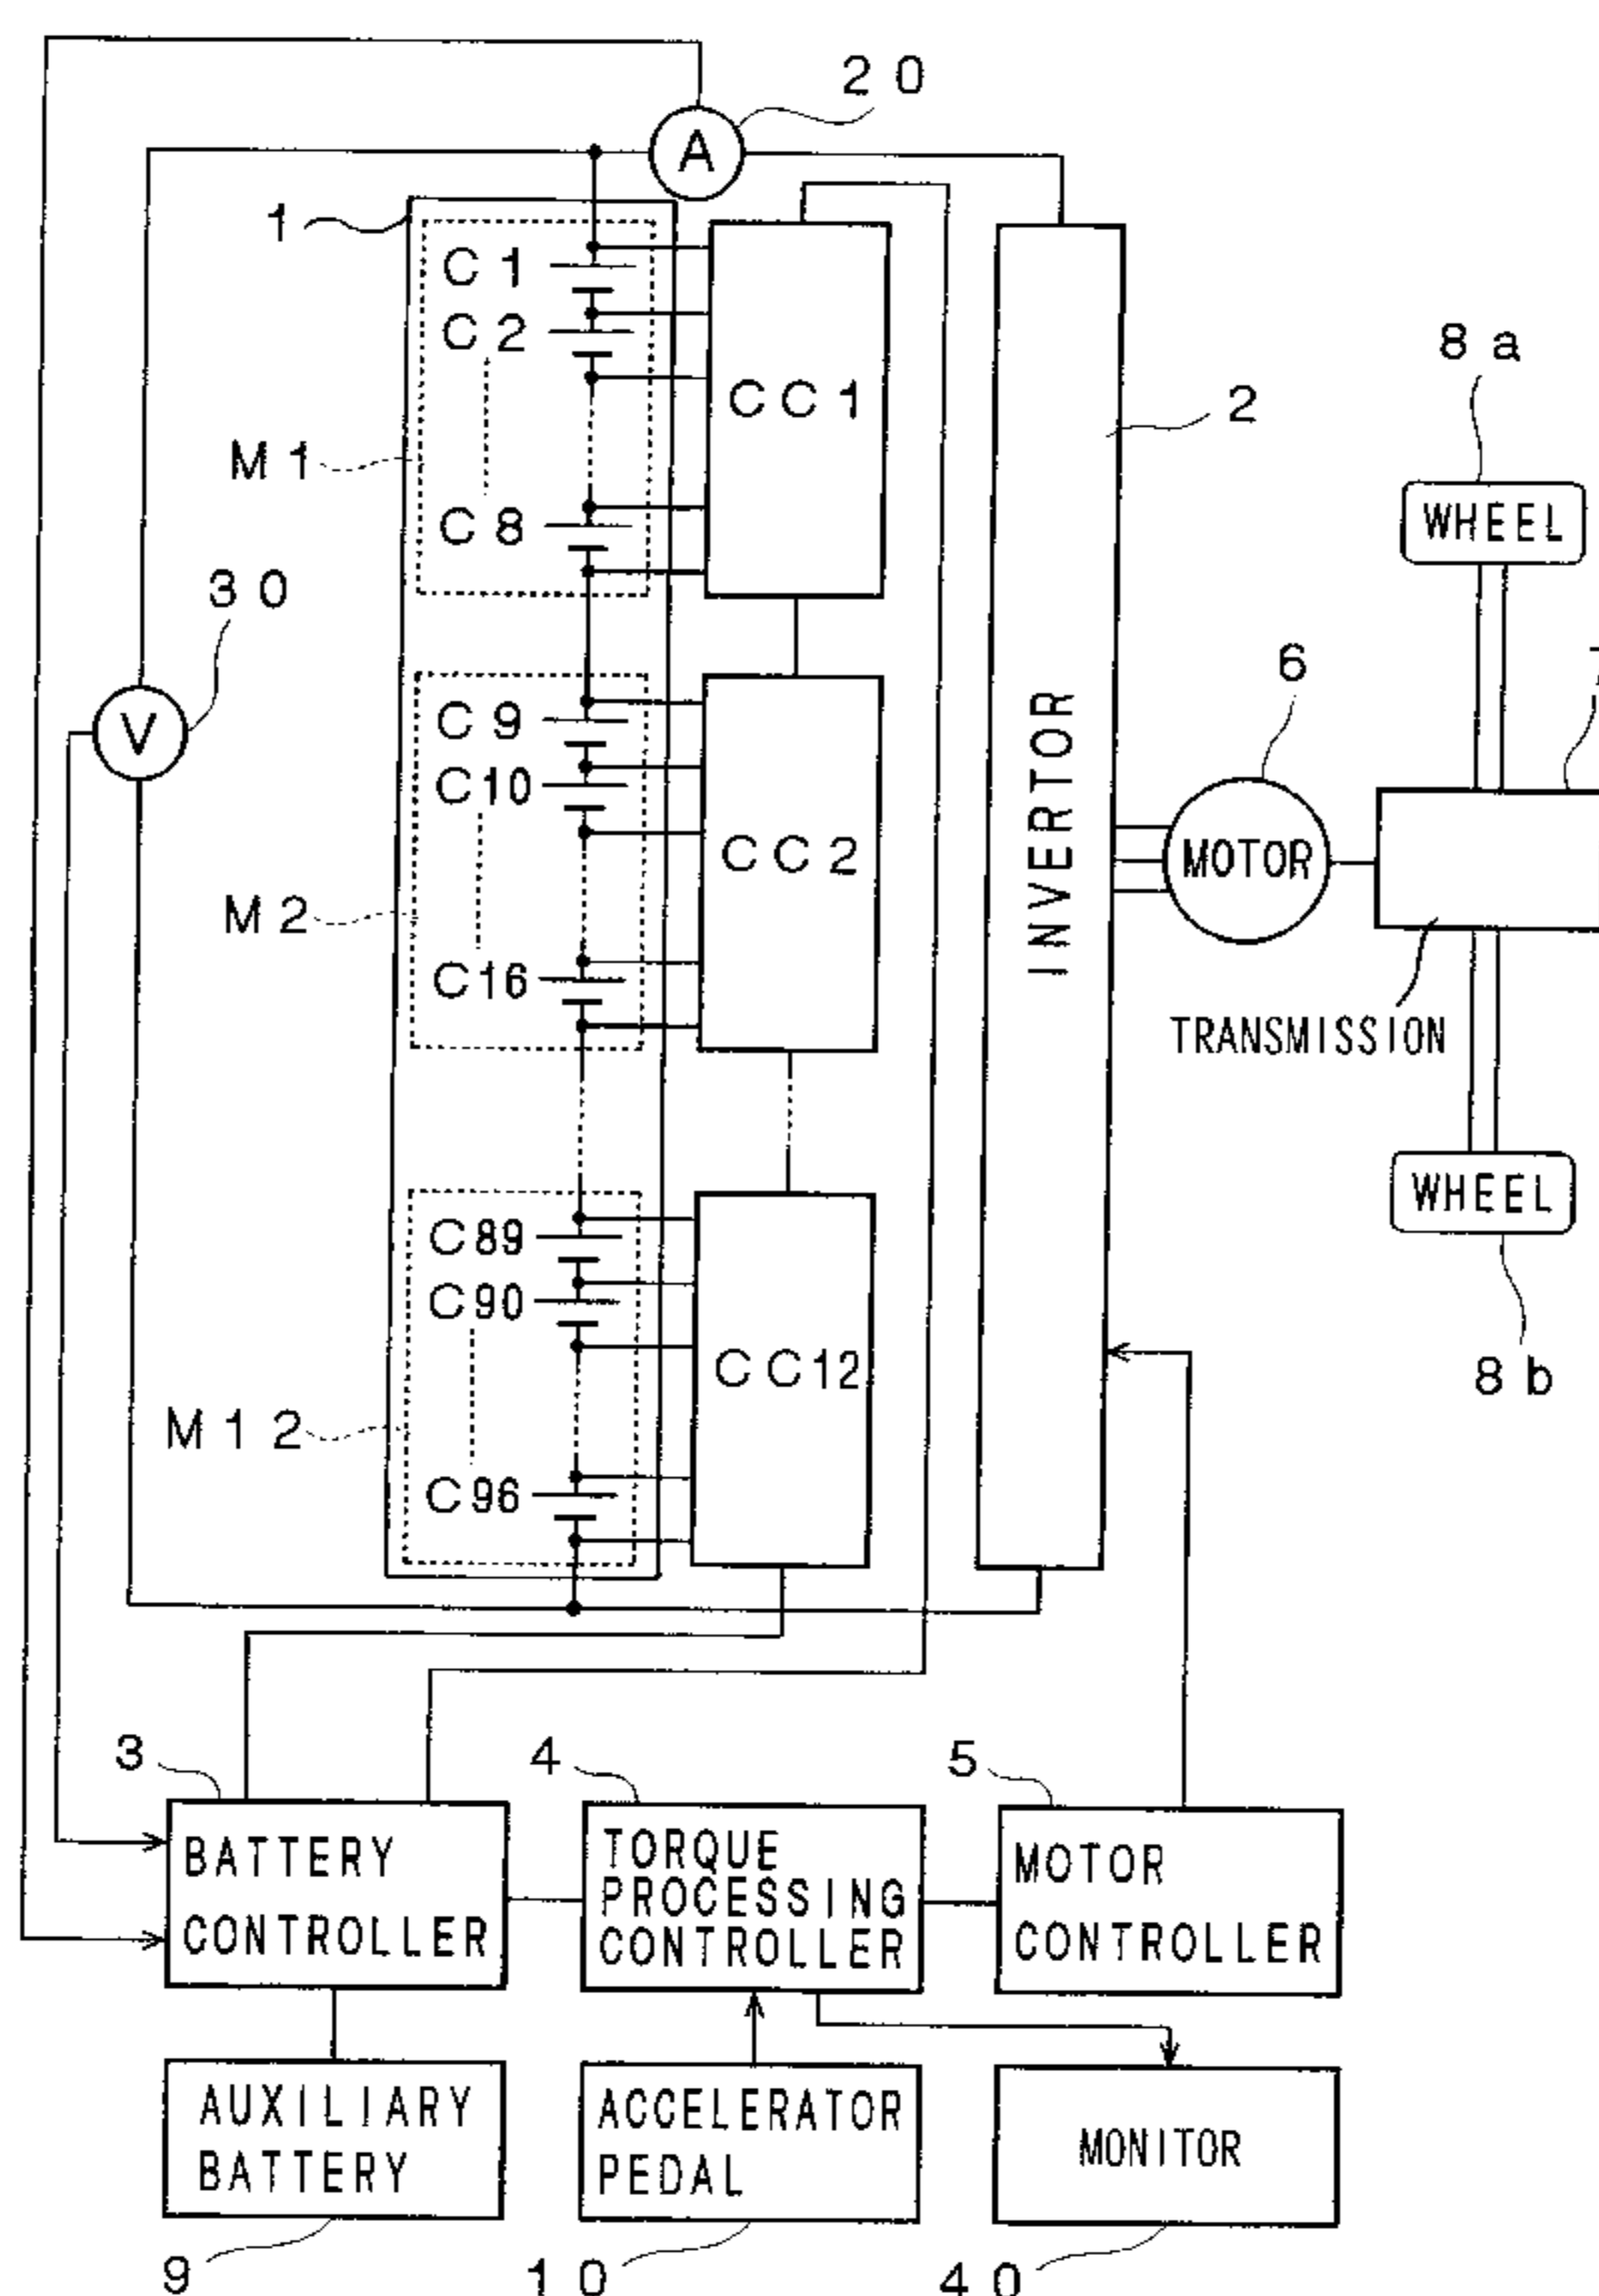 20
A
1
C1
C2
CC1
8a
2
M1
C8
WHEEL
30
6
7
V
C9
C10
CC2
INVERTOR
MOTOR
M2
C16
TRANSMISSION
C89
WHEEL
C90
CC12
8b
M12
C96
3
4
5
BATTERY
CONTROLLER
TORQUE
PROCESSING
CONTROLLER
MOTOR
CONTROLLER
AUXILIARY
BATTERY
ACCELERATOR
PEDAL
MONITOR
9
10
40